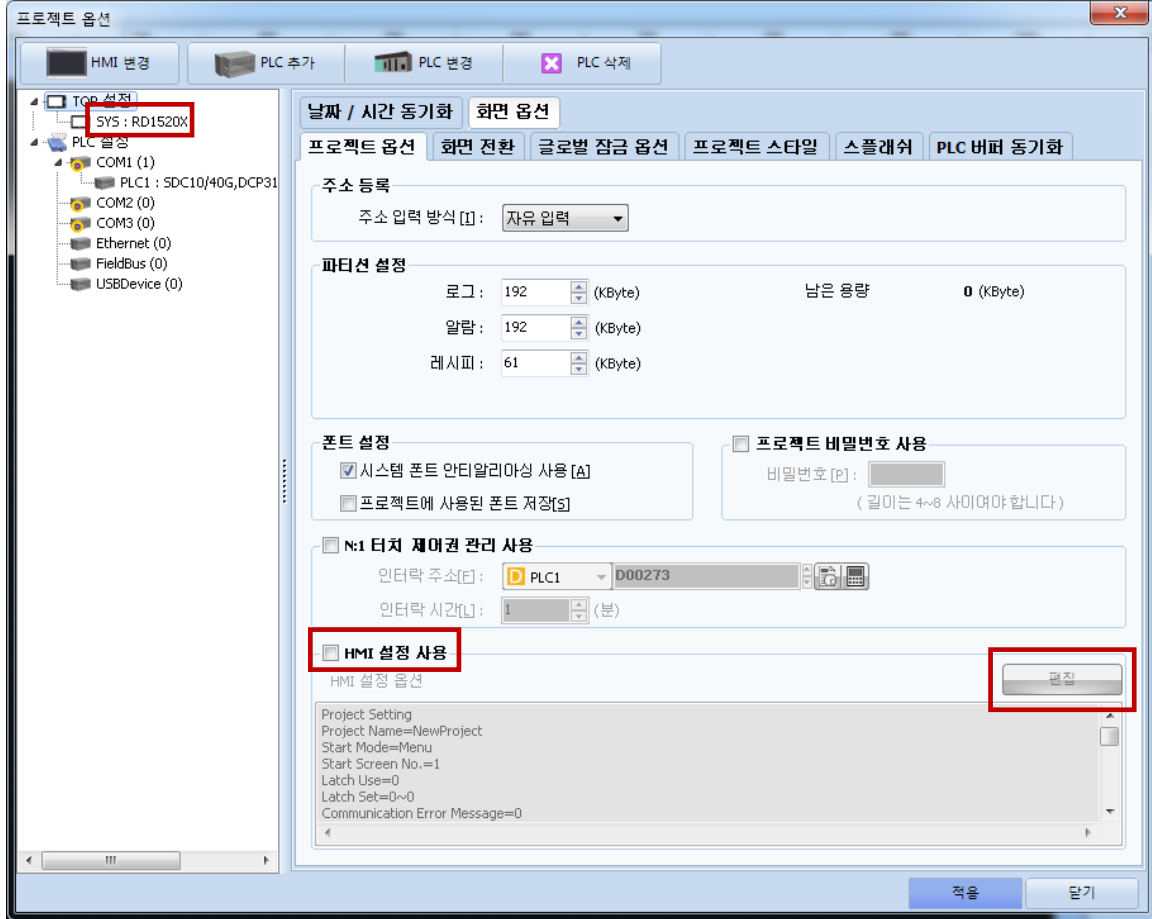 프로젝트 옵션
HMI 변경
PLC 추가
PLC 변경
PLC 삭제
TOP 설정
SYS : RD1520X
PLC 설정
COM1 (1)
PLC1 : SDC10/40G,DCP31
COM2 (0)
COM3 (0)
Ethernet (0)
FieldBus (0)
USBDevice (0)
날짜 / 시간 동기화 화면 옵션
프로젝트 옵션 화면 전환 글로벌 잠금 옵션 프로젝트 스타일 스플래쉬 PLC 버퍼 동기화
주소 등록
주소 입력 방식[I] : 자유 입력
파티션 설정
로그 : 192 (KByte) 남은 용량 0 (KByte)
알람 : 192 (KByte)
레시피 : 61 (KByte)
폰트 설정
시스템 폰트 안티알리아싱 사용[A]
프로젝트에 사용된 폰트 저장[S]
프로젝트 비밀번호 사용
비밀번호[P] :
( 길이는 4~8 사이여야 합니다 )
N:1 터치 제어권 관리 사용
인터락 주소[F] : D PLC1 D00273
인터락 시간[L] : 1 (분)
HMI 설정 사용
HMI 설정 옵션
편집
Project Setting
Project Name=NewProject
Start Mode=Menu
Start Screen No.=1
Latch Use=0
Latch Set=0~0
Communication Error Message=0
적용 닫기